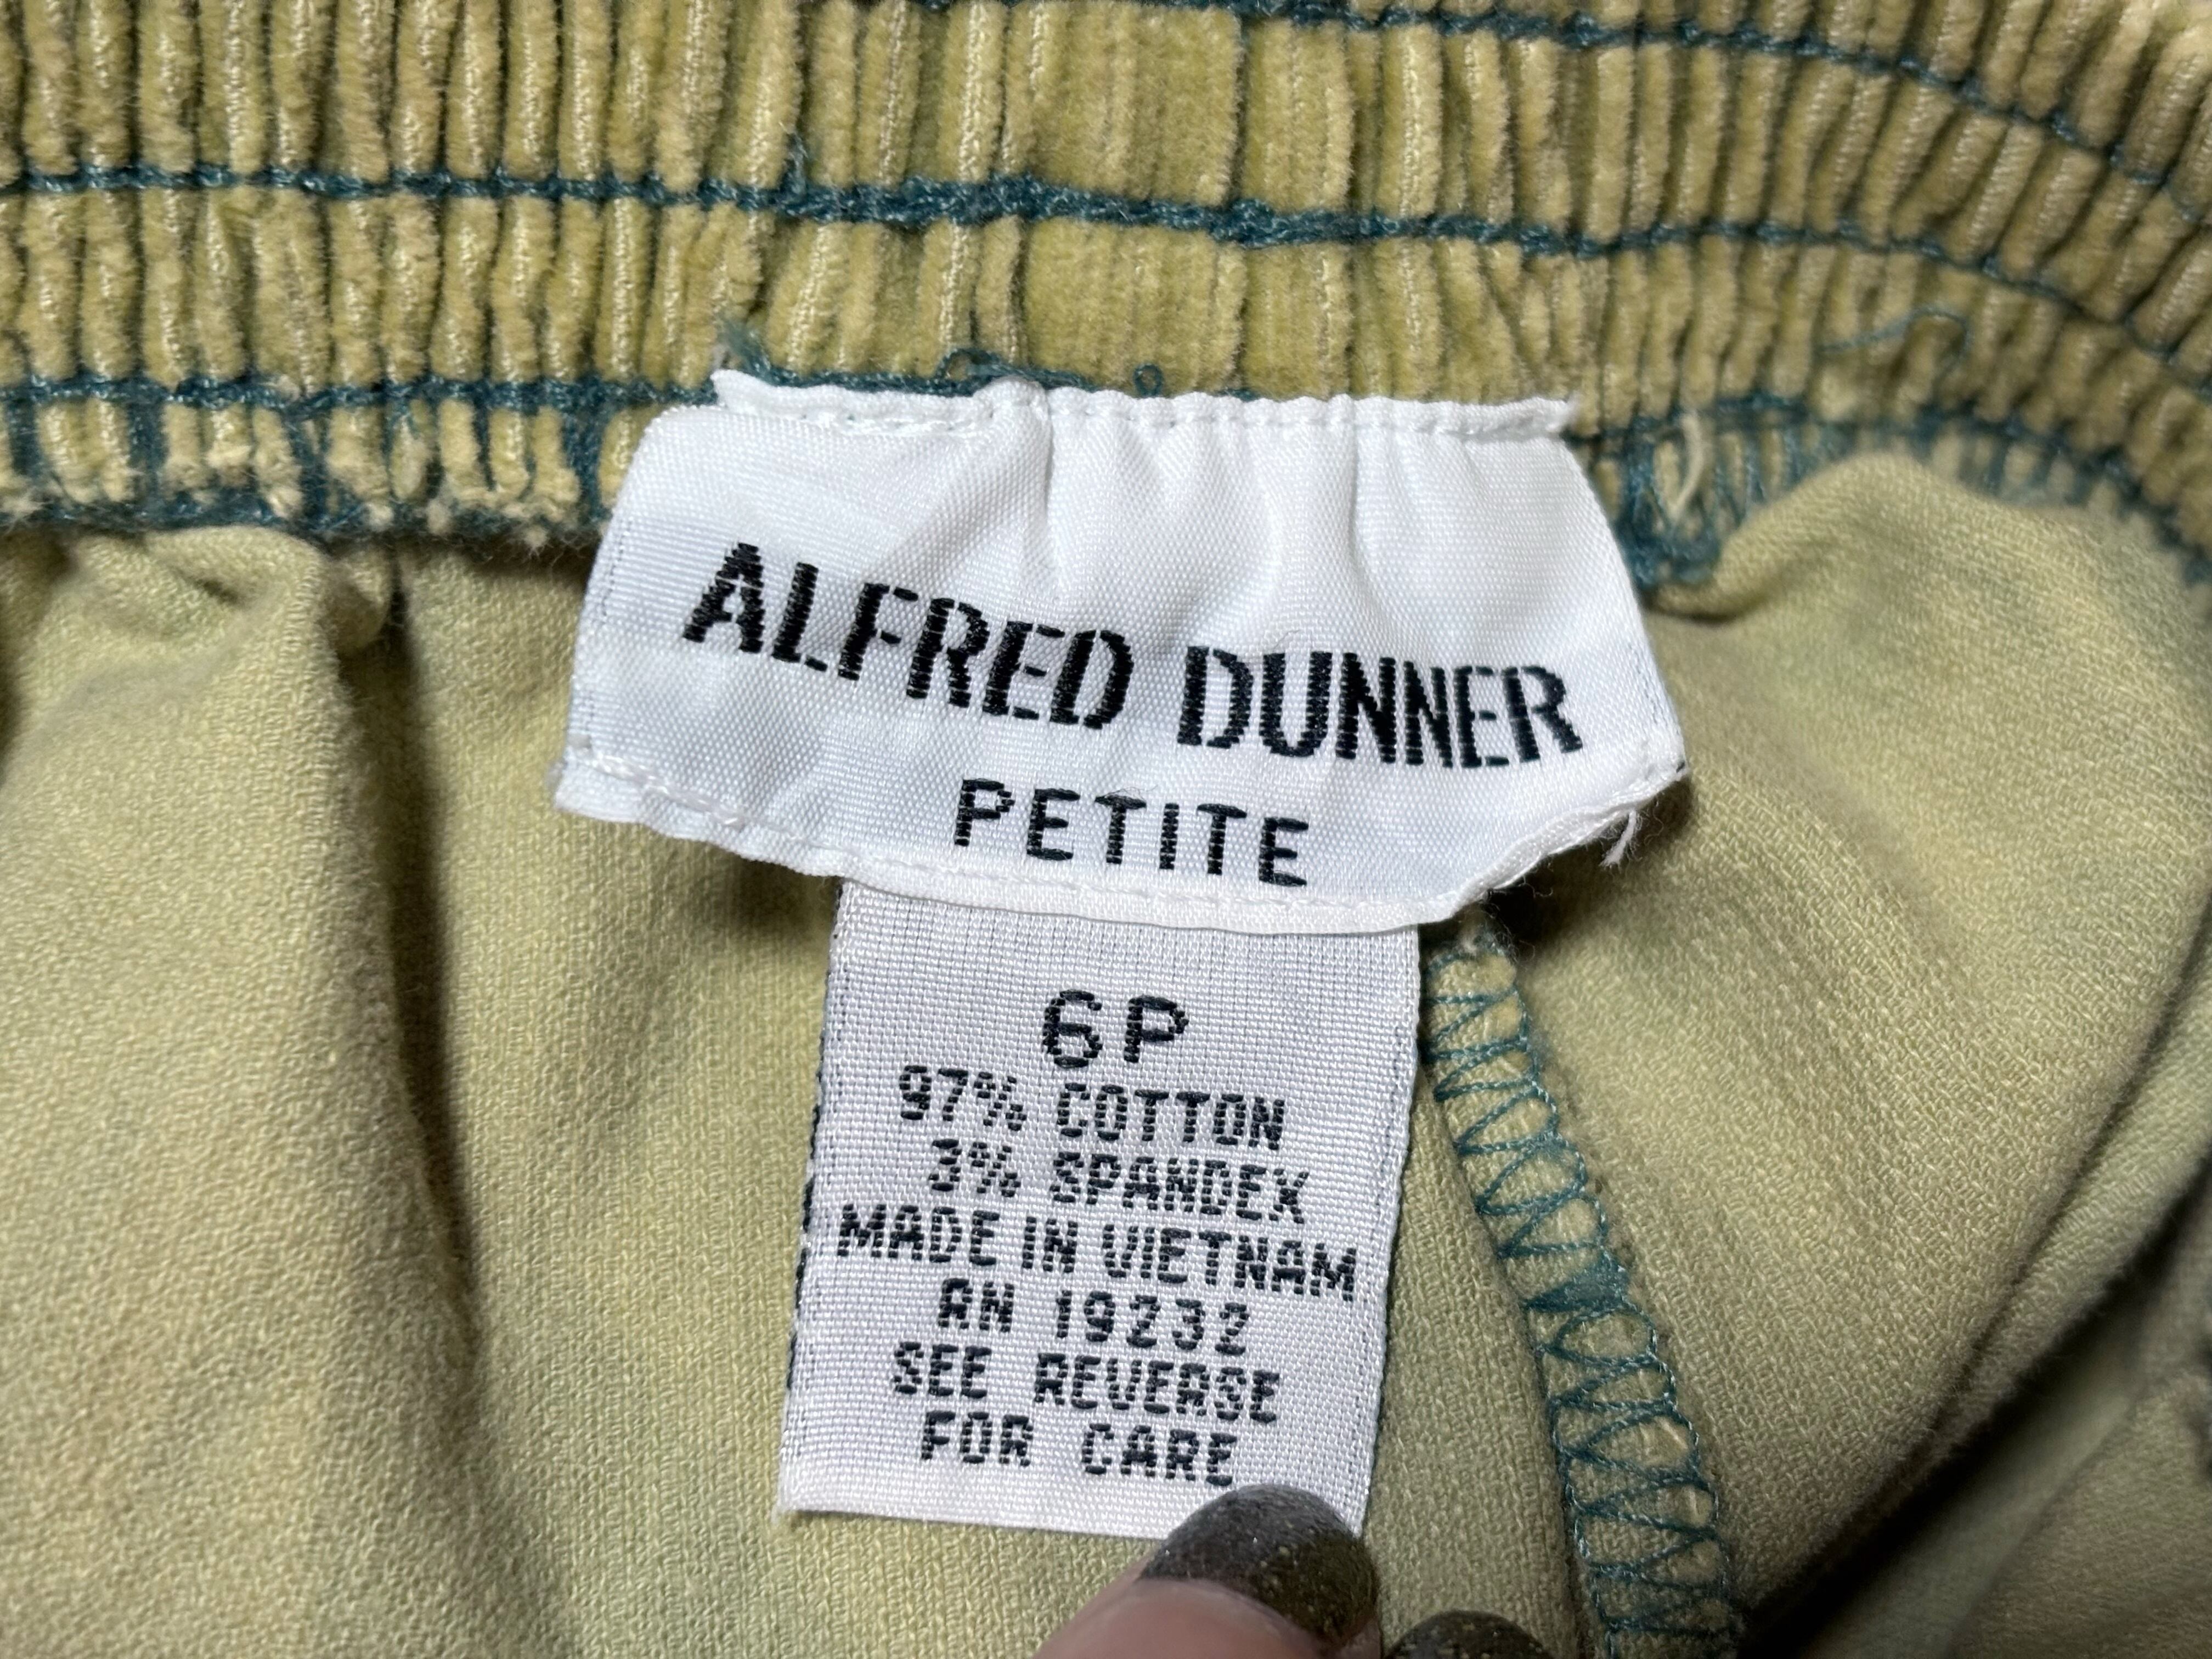 ALFRED DUNNER
PETITE
6P
97% COTTON
3% SPANDEX
MADE IN VIETNAM
RN 19232
SEE REVERSE
FOR CARE